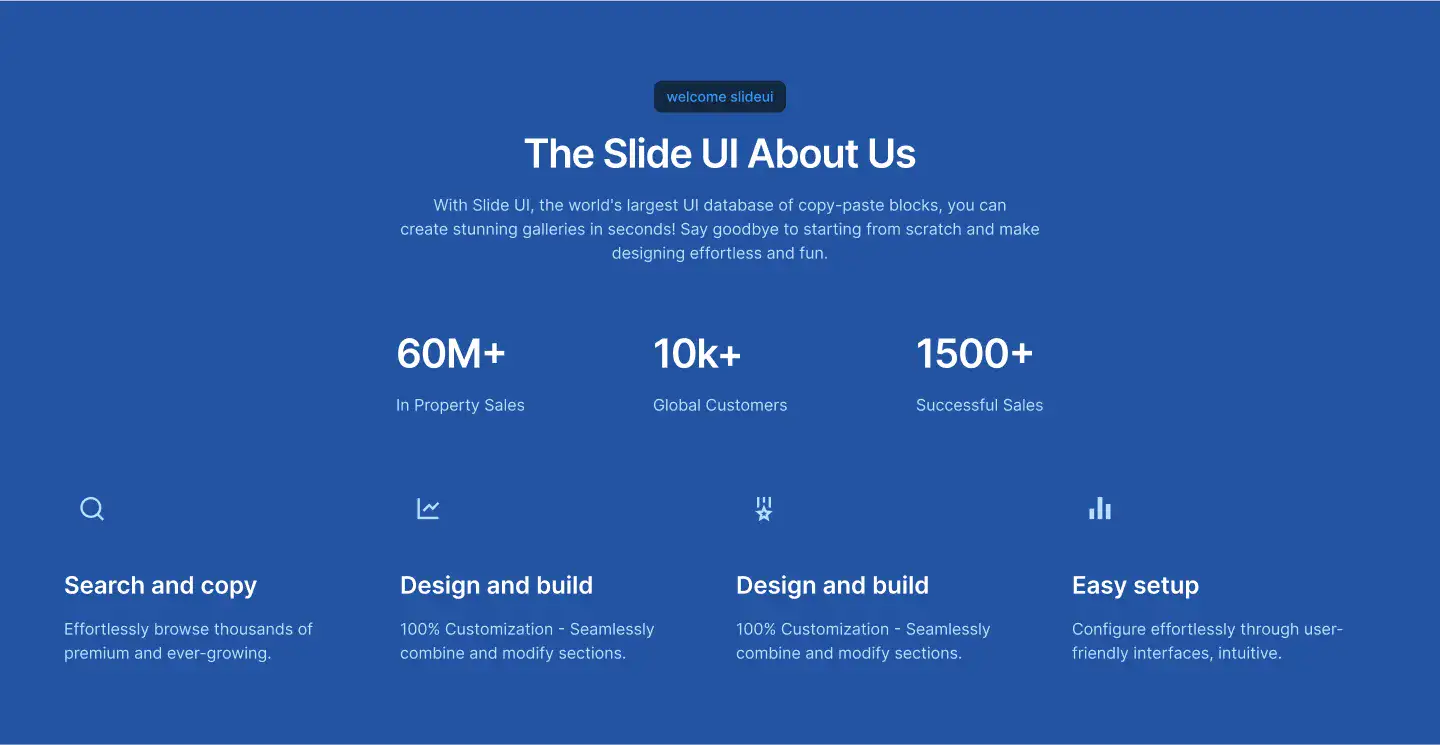 welcome slideui
The Slide UI About Us
With Slide UI, the world's largest UI database of copy-paste blocks, you can
create stunning galleries in seconds! Say goodbye to starting from scratch and make
designing effortless and fun.
60M+
In Property Sales
10k+
Global Customers
1500+
Successful Sales
Search and copy
Effortlessly browse thousands of
premium and ever-growing.
Design and build
100% Customization - Seamlessly
combine and modify sections.
Design and build
100% Customization - Seamlessly
combine and modify sections.
Easy setup
Configure effortlessly through user-
friendly interfaces, intuitive.